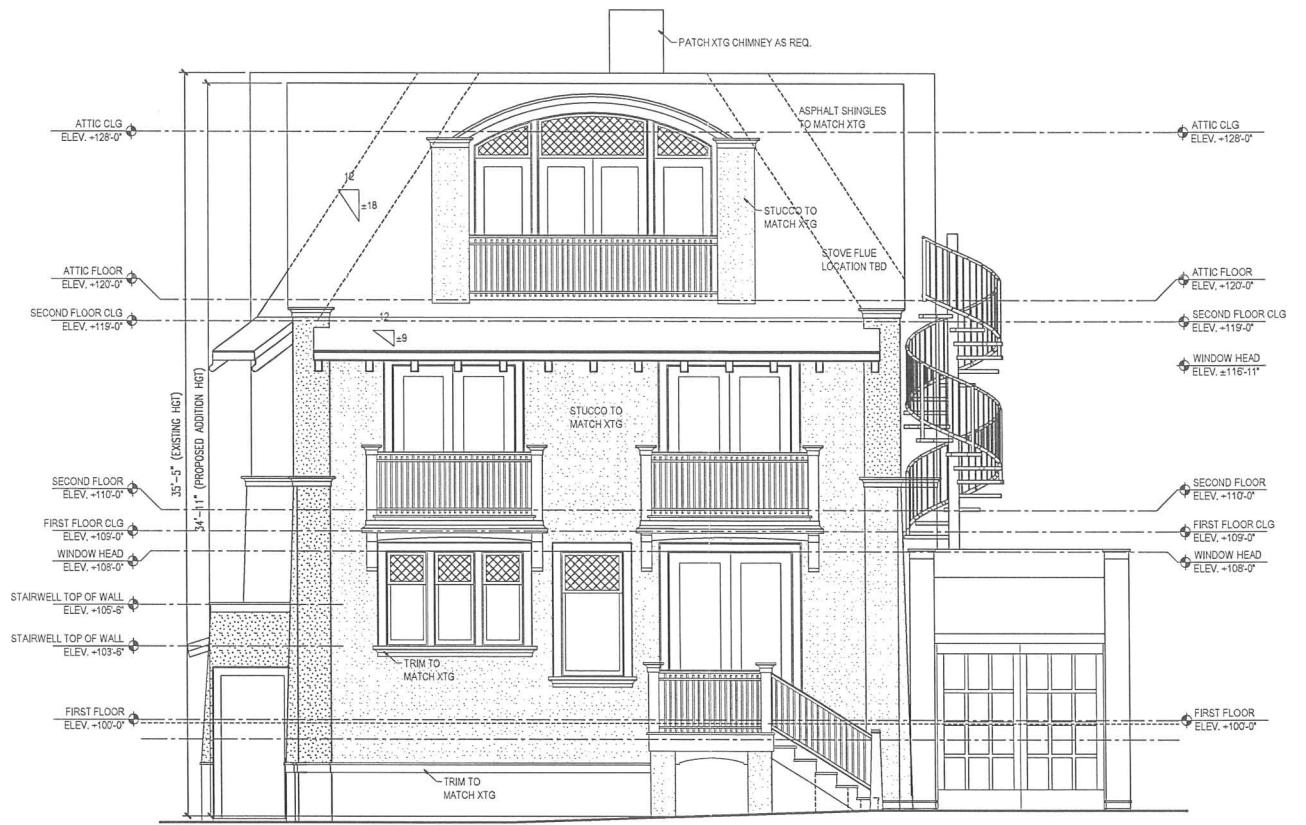 PATCH XTG CHIMNEY AS REQ.
ASPHALT SHINGLES
TO MATCH XTG
ATTIC CLG
ELEV. +128'-0"
ATTIC CLG
ELEV. +128'-0"
12
±18
STUCCO TO
MATCH XTG
STOVE FLUE
LOCATION TBD
ATTIC FLOOR
ELEV. +120'-0"
ATTIC FLOOR
ELEV. +120'-0"
SECOND FLOOR CLG
ELEV. +119'-0"
SECOND FLOOR CLG
ELEV. +119'-0"
12
±9
WINDOW HEAD
ELEV. ±116'-11"
35'-5" (EXISTING HGT)
34'-11" (PROPOSED ADDITION HGT)
STUCCO TO
MATCH XTG
SECOND FLOOR
ELEV. +110'-0"
SECOND FLOOR
ELEV. +110'-0"
FIRST FLOOR CLG
ELEV. +109'-0"
FIRST FLOOR CLG
ELEV. +109'-0"
WINDOW HEAD
ELEV. +108'-0"
WINDOW HEAD
ELEV. +108'-0"
STAIRWELL TOP OF WALL
ELEV. +105'-6"
STAIRWELL TOP OF WALL
ELEV. +103'-6"
TRIM TO
MATCH XTG
FIRST FLOOR
ELEV. +100'-0"
FIRST FLOOR
ELEV. +100'-0"
TRIM TO
MATCH XTG